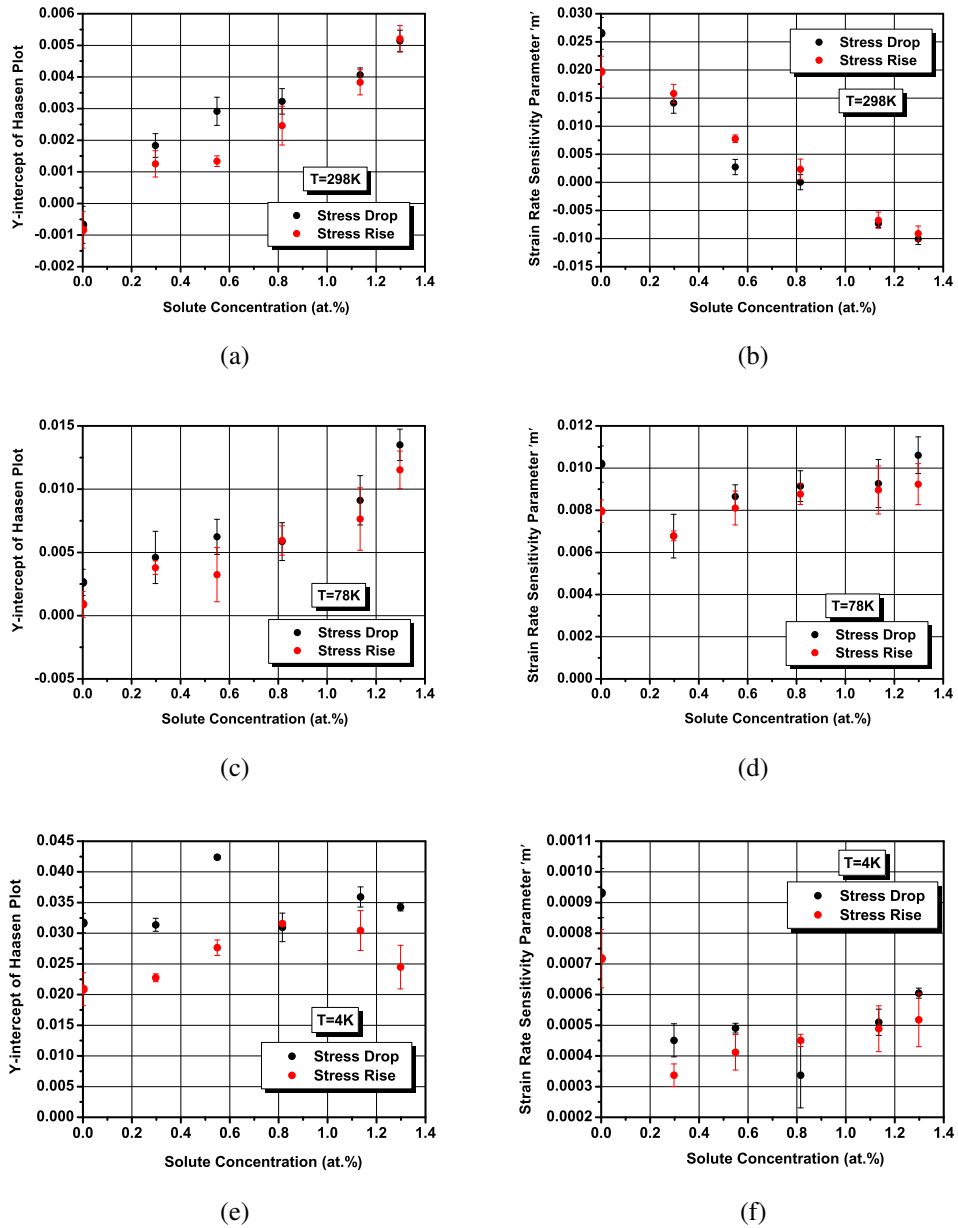 0.006
0.005
0.004
0.003
0.002
0.001
0.000
-0.001
-0.002
Y-intercept of Haasen Plot
T=298K
Stress Drop
Stress Rise
0.0 0.2 0.4 0.6 0.8 1.0 1.2 1.4
Solute Concentration (at.%)
(a)
0.030
0.025
0.020
0.015
0.010
0.005
0.000
-0.005
-0.010
-0.015
Strain Rate Sensitivity Parameter 'm'
Stress Drop
Stress Rise
T=298K
0.0 0.2 0.4 0.6 0.8 1.0 1.2 1.4
Solute Concentration (at.%)
(b)
0.015
0.010
0.005
0.000
-0.005
Y-intercept of Haasen Plot
T=78K
Stress Drop
Stress Rise
0.0 0.2 0.4 0.6 0.8 1.0 1.2 1.4
Solute Concentration (at.%)
(c)
0.012
0.010
0.008
0.006
0.004
0.002
0.000
Strain Rate Sensitivity Parameter 'm'
T=78K
Stress Drop
Stress Rise
0.0 0.2 0.4 0.6 0.8 1.0 1.2 1.4
Solute Concentration (at.%)
(d)
0.045
0.040
0.035
0.030
0.025
0.020
0.015
0.010
0.005
0.000
Y-intercept of Haasen Plot
T=4K
Stress Drop
Stress Rise
0.0 0.2 0.4 0.6 0.8 1.0 1.2 1.4
Solute Concentration (at.%)
(e)
0.0011
0.0010
0.0009
0.0008
0.0007
0.0006
0.0005
0.0004
0.0003
0.0002
Strain Rate Sensitivity Parameter 'm'
T=4K
Stress Drop
Stress Rise
0.0 0.2 0.4 0.6 0.8 1.0 1.2 1.4
Solute Concentration (at.%)
(f)